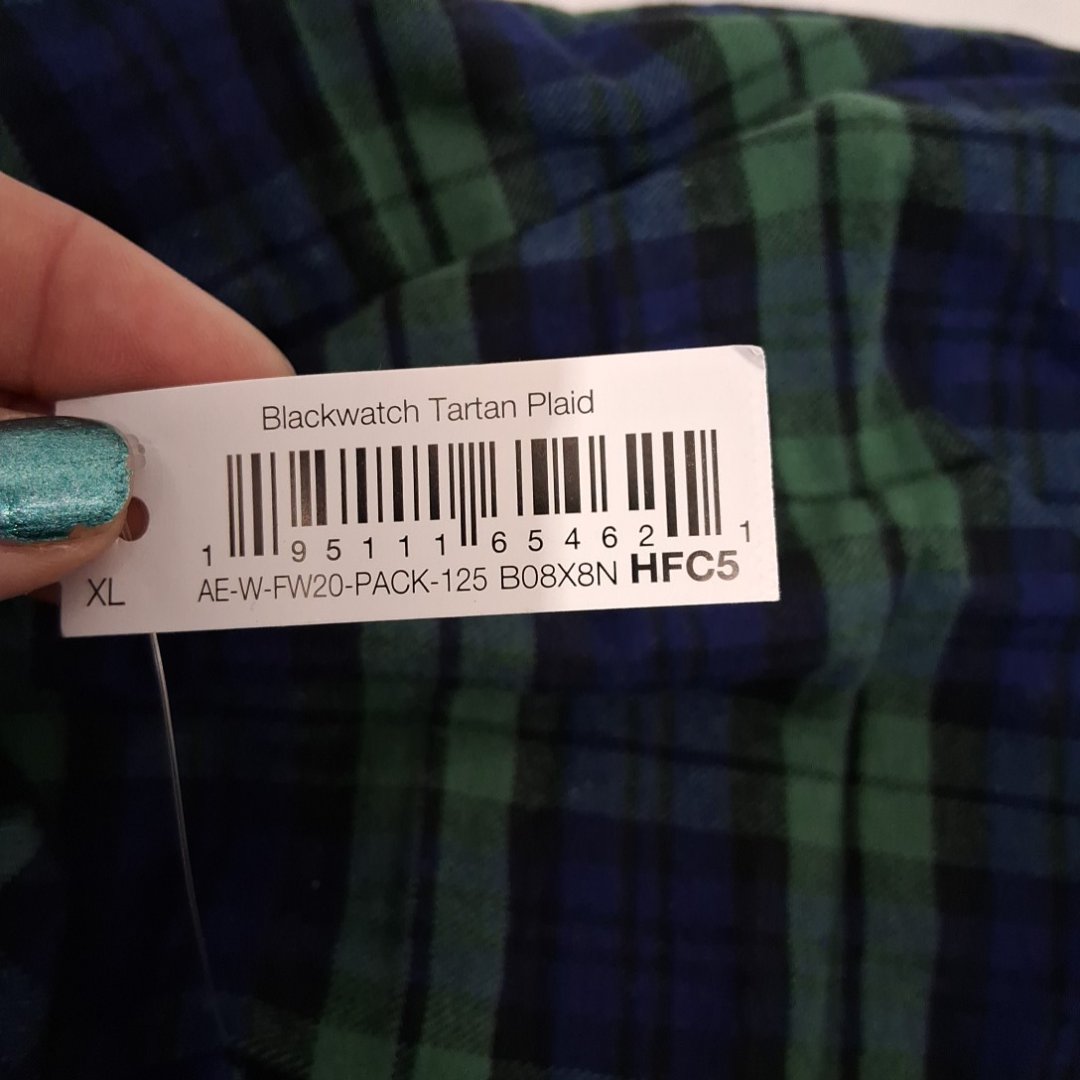 Blackwatch Tartan Plaid
1 95111 65462 1
XL AE-W-FW20-PACK-125 B08X8N HFC5